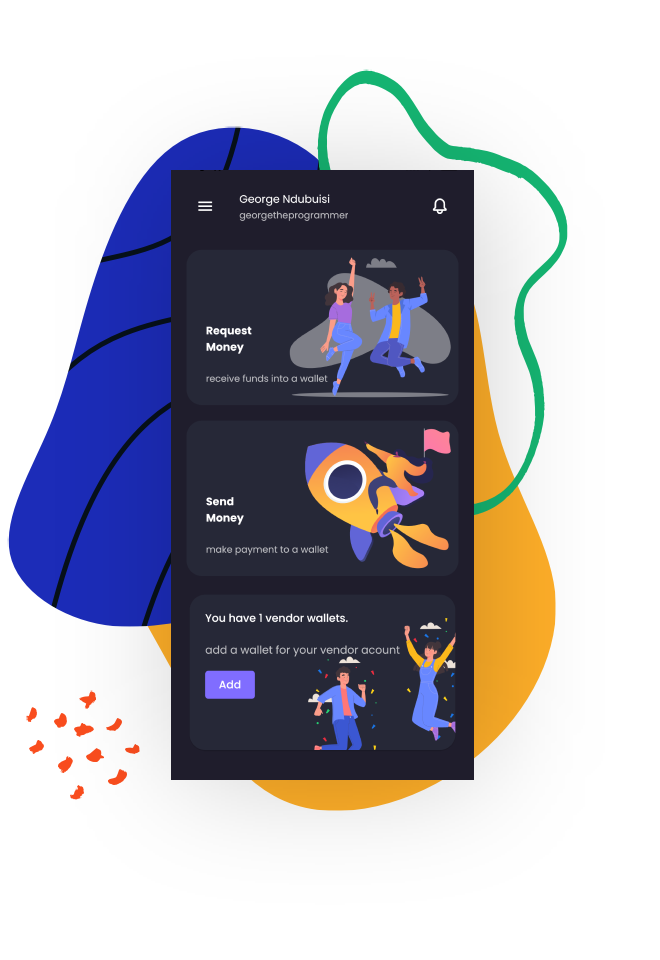 George Ndubuisi
georgetheprogrammer
Request
Money
receive funds into a wallet
Send
Money
make payment to a wallet
You have 1 vendor wallets.
add a wallet for your vendor acount
Add